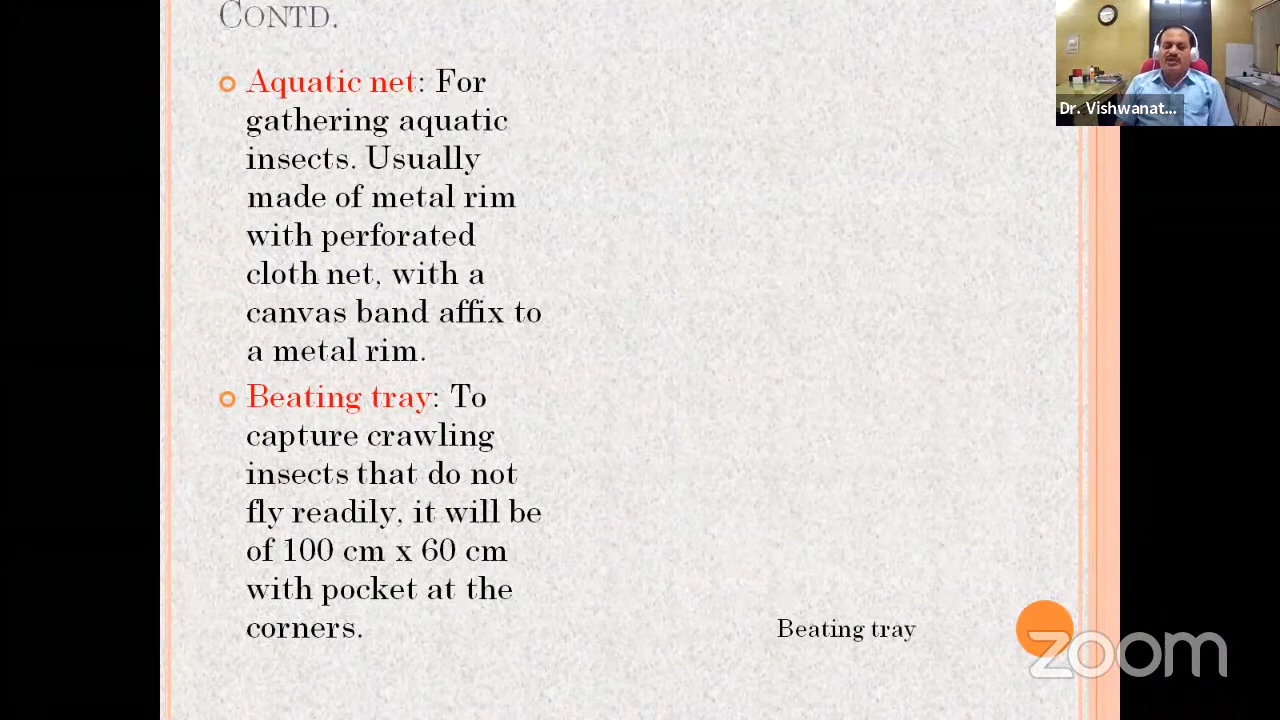 CONTD.
Aquatic net: For
gathering aquatic
insects. Usually
made of metal rim
with perforated
cloth net, with a
canvas band affix to
a metal rim.
Beating tray: To
capture crawling
insects that do not
fly readily, it will be
of 100 cm x 60 cm
with pocket at the
corners.
Beating tray
Dr. Vishwanat...
zoom